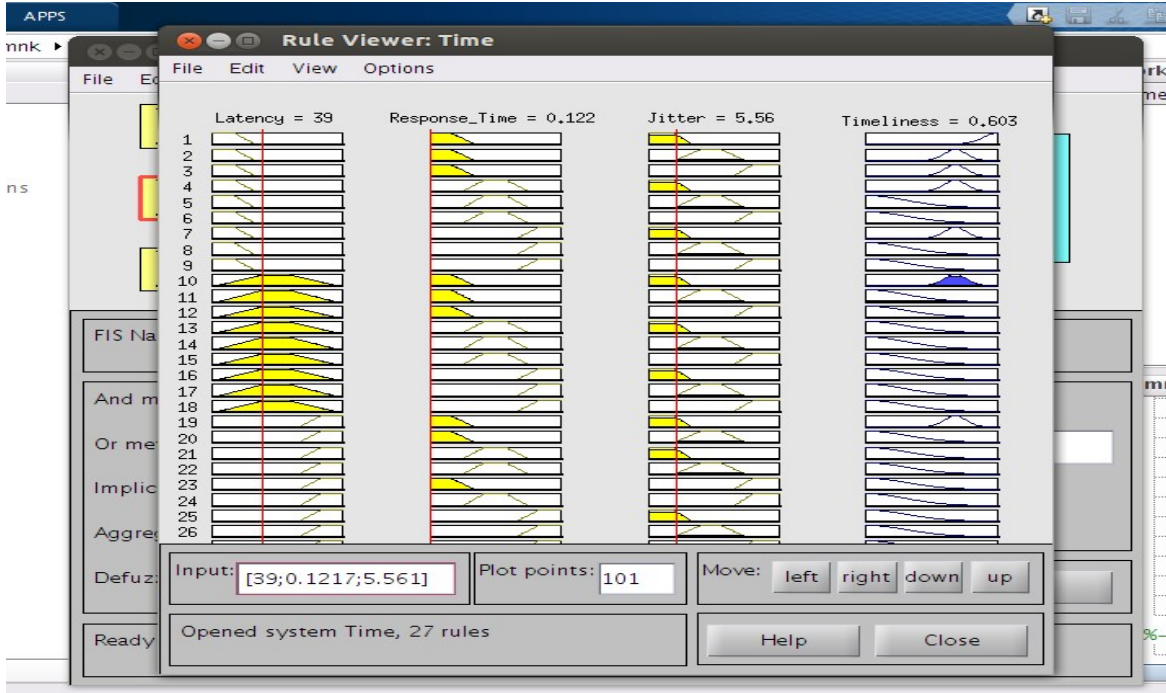 APPS
mnk
Rule Viewer: Time
File Edit View Options
File
Latency = 39 Response_Time = 0.122 Jitter = 5.56 Timeliness = 0.603
1
2
3
4
5
6
7
8
9
10
11
12
13
14
15
16
17
18
19
20
21
22
23
24
25
26
ns
FIS Na
And m
Or me
Implic
Aggre
Defuz
Input: [39;0.1217;5.561] Plot points: 101 Move: left right down up
Opened system Time, 27 rules Help Close
Ready